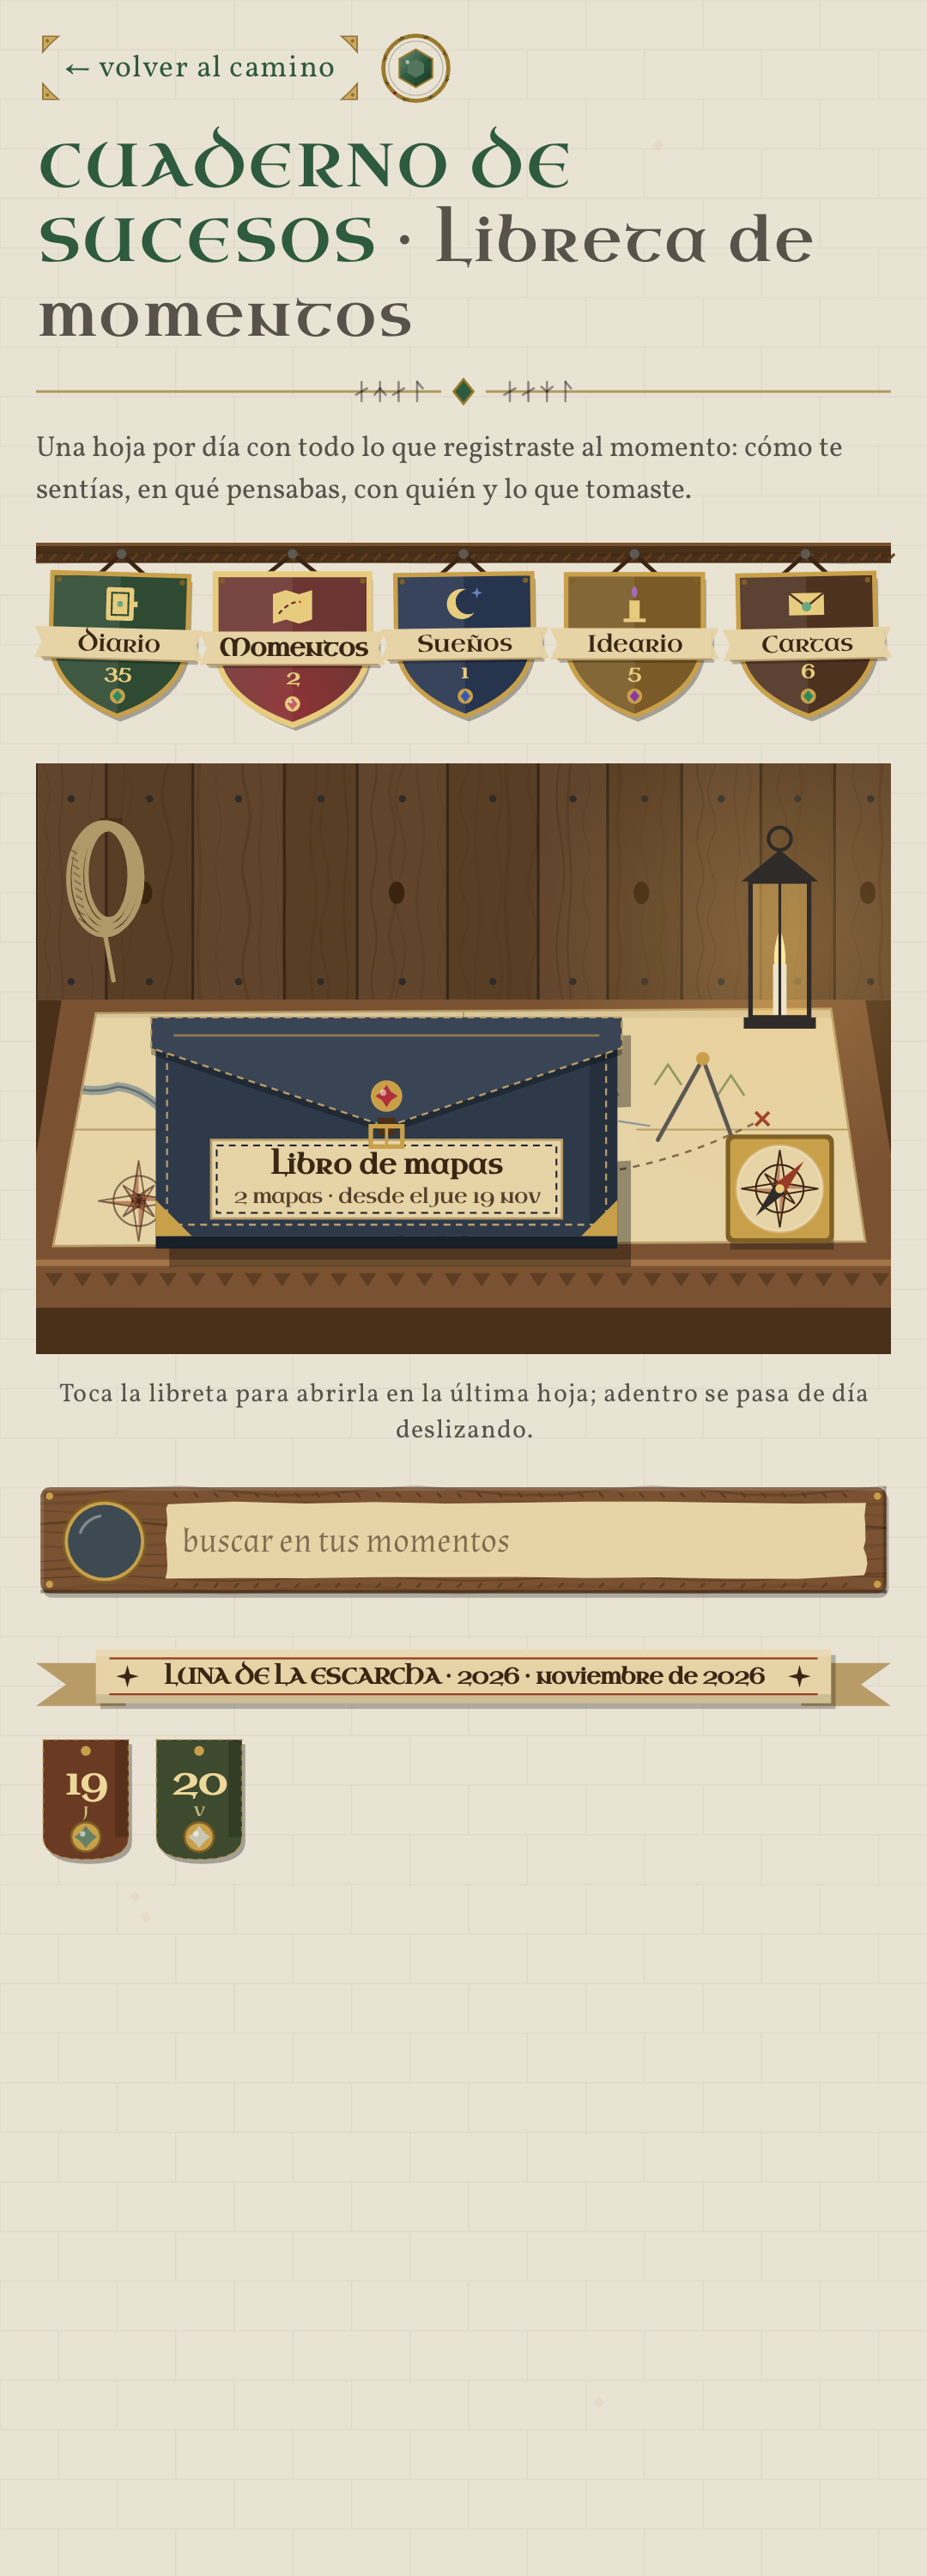 ← volver al camino
CUADERNO DE
SUCESOS · Libreta de
momentos
Una hoja por día con todo lo que registraste al momento: cómo te
sentías, en qué pensabas, con quién y lo que tomaste.
Diario
35
Momentos
2
Sueños
1
Ideario
5
Cartas
6
Libro de mapas
2 mapas · desde el jue 19 nov
Toca la libreta para abrirla en la última hoja; adentro se pasa de día
deslizando.
buscar en tus momentos
LUNA DE LA ESCARCHA · 2026 · noviembre de 2026
19
J
20
V